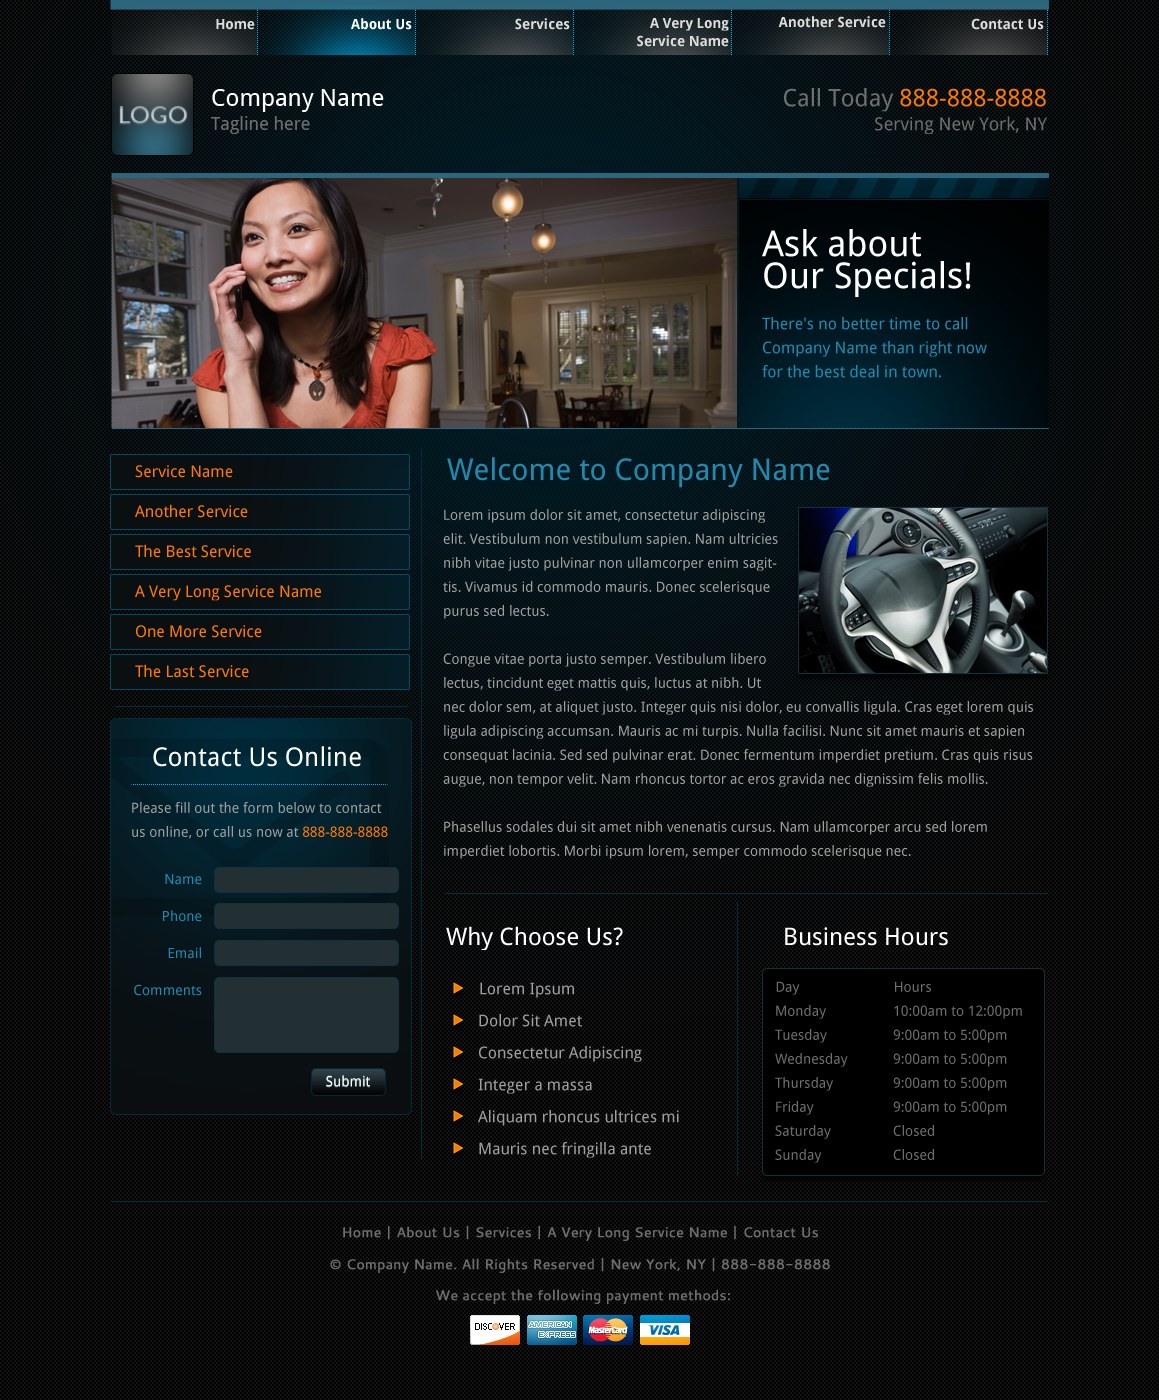 Home
About Us
Services
A Very Long
Service Name
Another Service
Contact Us
LOGO
Company Name
Tagline here
Call Today 888-888-8888
Serving New York, NY
Ask about
Our Specials!
There's no better time to call
Company Name than right now
for the best deal in town.
Service Name
Another Service
The Best Service
A Very Long Service Name
One More Service
The Last Service
Contact Us Online
Please fill out the form below to contact
us online, or call us now at 888-888-8888
Name
Phone
Email
Comments
Submit
Welcome to Company Name
Lorem ipsum dolor sit amet, consectetur adipiscing
elit. Vestibulum non vestibulum sapien. Nam ultricies
nibh vitae justo pulvinar non ullamcorper enim sagit-
tis. Vivamus id commodo mauris. Donec scelerisque
purus sed lectus.
Congue vitae porta justo semper. Vestibulum libero
lectus, tincidunt eget mattis quis, luctus at nibh. Ut
nec dolor sem, at aliquet justo. Integer quis nisi dolor, eu convallis ligula. Cras eget lorem quis
ligula adipiscing accumsan. Mauris ac mi turpis. Nulla facilisi. Nunc sit amet mauris et sapien
consequat lacinia. Sed sed pulvinar erat. Donec fermentum imperdiet pretium. Cras quis risus
augue, non tempor velit. Nam rhoncus tortor ac eros gravida nec dignissim felis mollis.
Phasellus sodales dui sit amet nibh venenatis cursus. Nam ullamcorper arcu sed lorem
imperdiet lobortis. Morbi ipsum lorem, semper commodo scelerisque nec.
Why Choose Us?
Lorem Ipsum
Dolor Sit Amet
Consectetur Adipiscing
Integer a massa
Aliquam rhoncus ultrices mi
Mauris nec fringilla ante
Business Hours
Day Hours
Monday 10:00am to 12:00pm
Tuesday 9:00am to 5:00pm
Wednesday 9:00am to 5:00pm
Thursday 9:00am to 5:00pm
Friday 9:00am to 5:00pm
Saturday Closed
Sunday Closed
Home | About Us | Services | A Very Long Service Name | Contact Us
© Company Name. All Rights Reserved | New York, NY | 888-888-8888
We accept the following payment methods:
DISCOVER
AMERICAN
EXPRESS
MasterCard
VISA